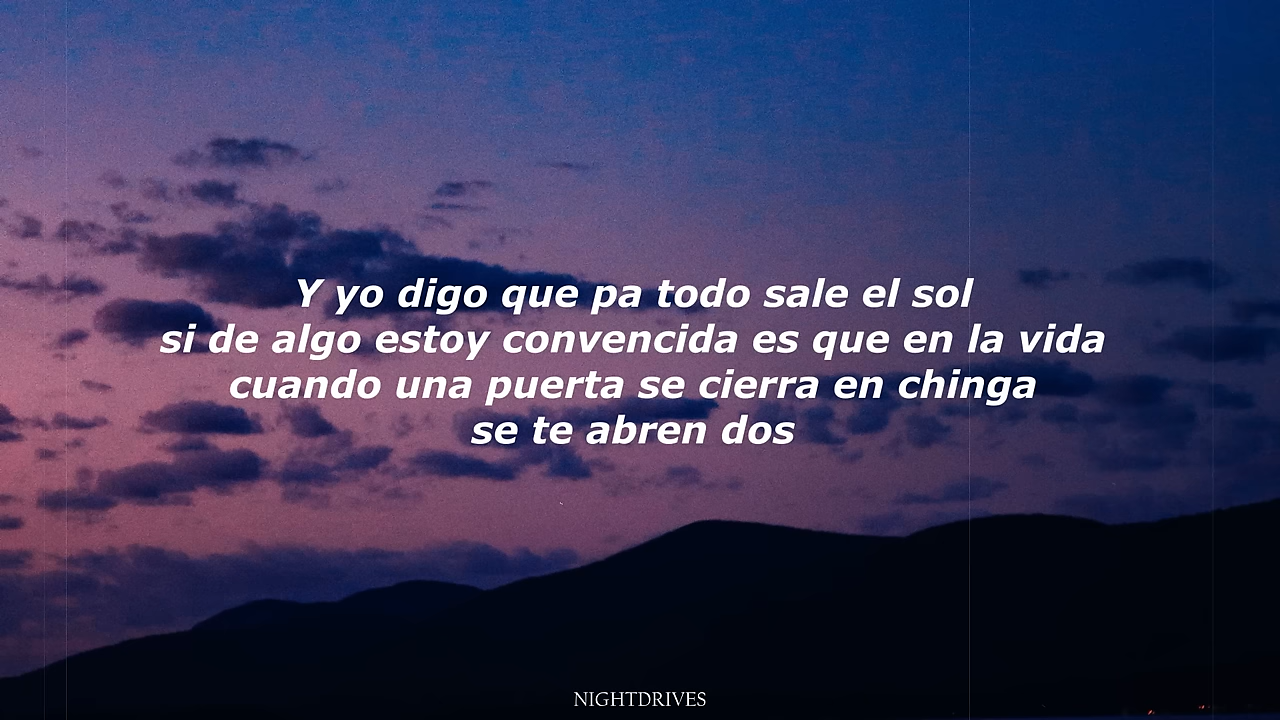 Y yo digo que pa todo sale el sol
si de algo estoy convencida es que en la vida
cuando una puerta se cierra en chinga
se te abren dos
NIGHTDRIVES